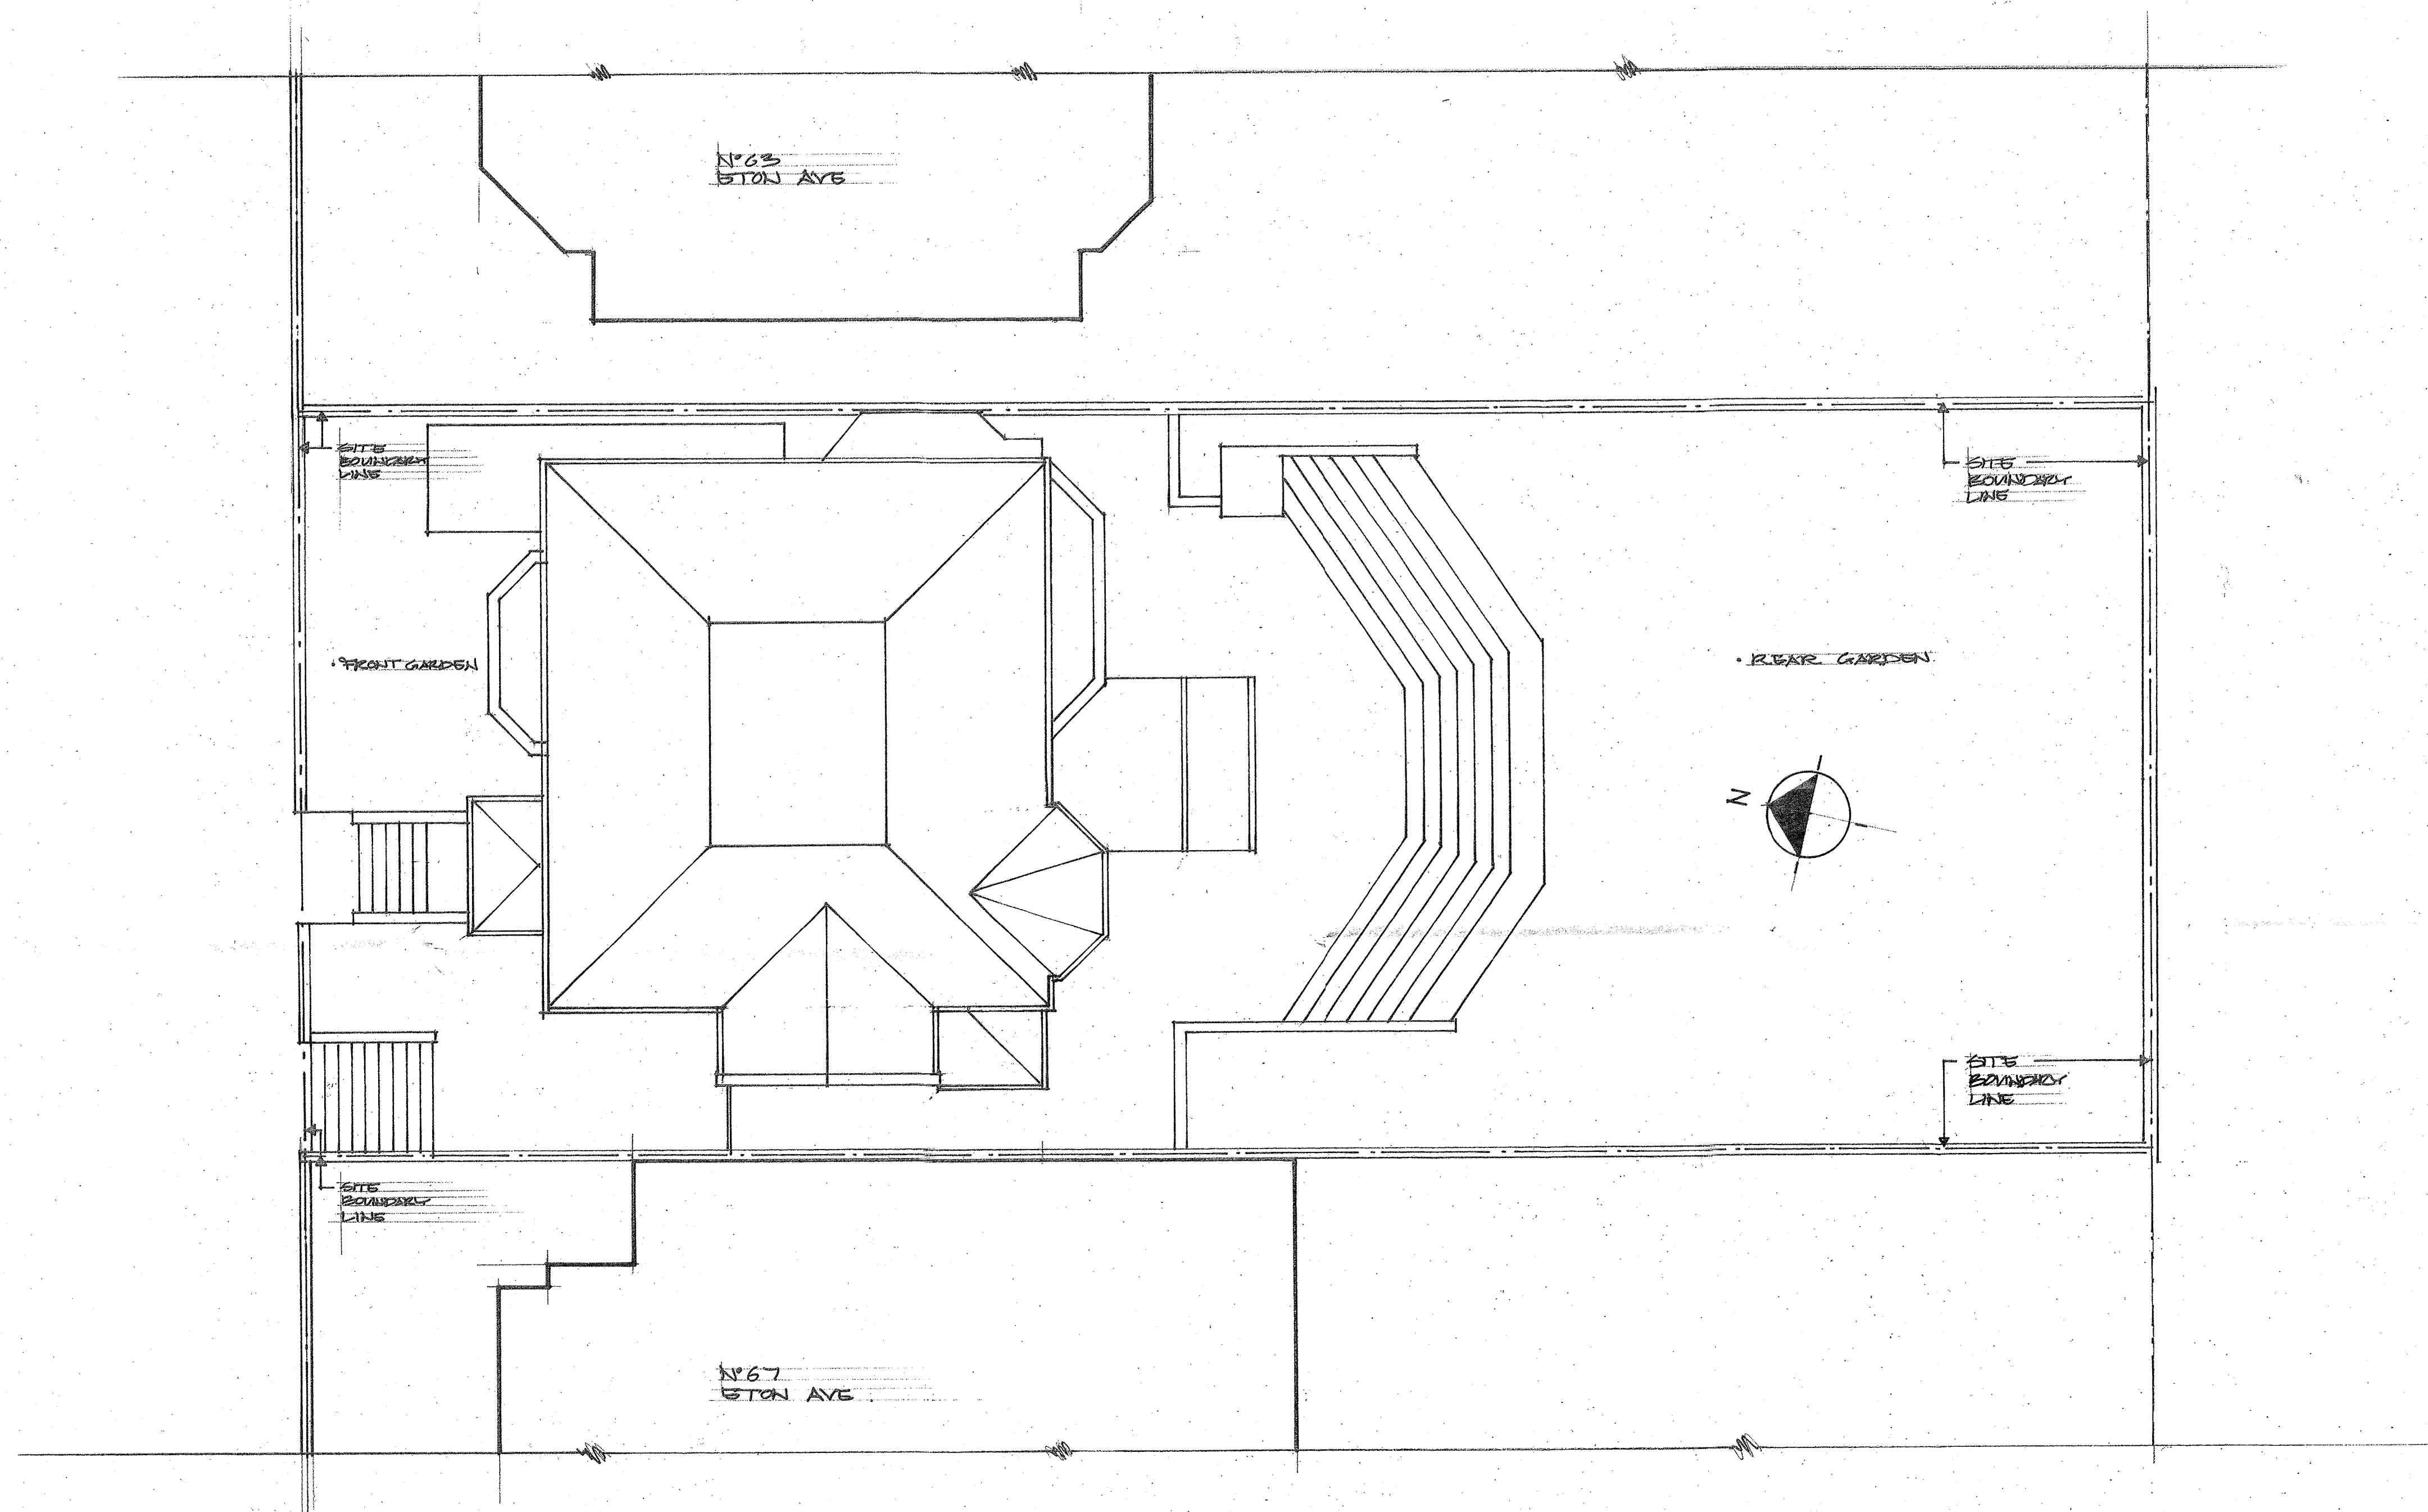 N°63
ETON AVE
SITE
BOUNDARY
LINE
SITE
BOUNDARY
LINE
FRONT GARDEN
REAR GARDEN
N
SITE
BOUNDARY
LINE
SITE
BOUNDARY
LINE
N°67
ETON AVE.